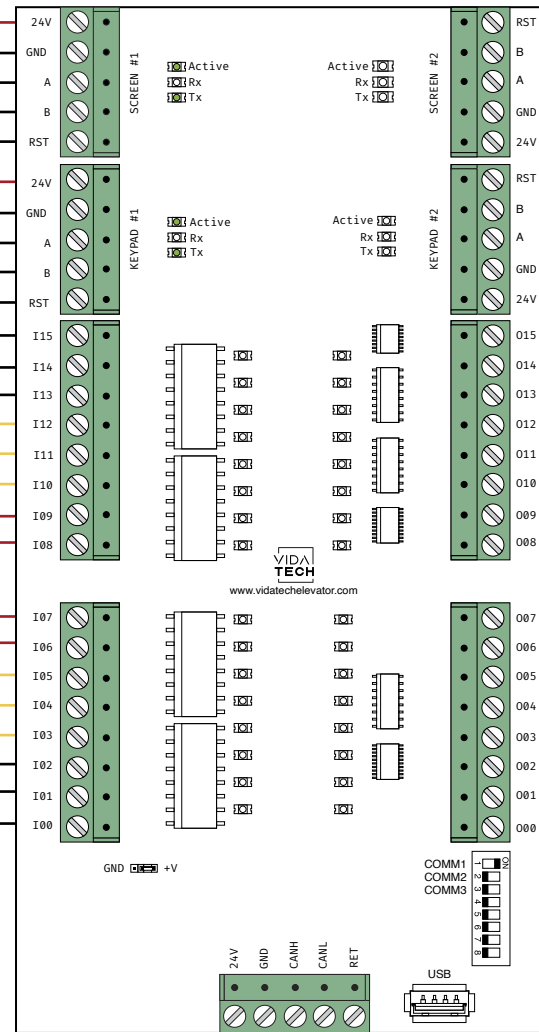 24V
GND
A
B
RST
SCREEN #1
Active
Rx
Tx
Active
Rx
Tx
SCREEN #2
RST
B
A
GND
24V
24V
GND
A
B
RST
KEYPAD #1
Active
Rx
Tx
Active
Rx
Tx
KEYPAD #2
RST
B
A
GND
24V
I15
I14
I13
I12
I11
I10
I09
I08
O15
O14
O13
O12
O11
O10
O09
O08
VIDA
TECH
www.vidatechelevator.com
I07
I06
I05
I04
I03
I02
I01
I00
O07
O06
O05
O04
O03
O02
O01
O00
GND +V
COMM1
COMM2
COMM3
ON
1
2
3
4
5
6
7
8
24V
GND
CANH
CANL
RET
USB